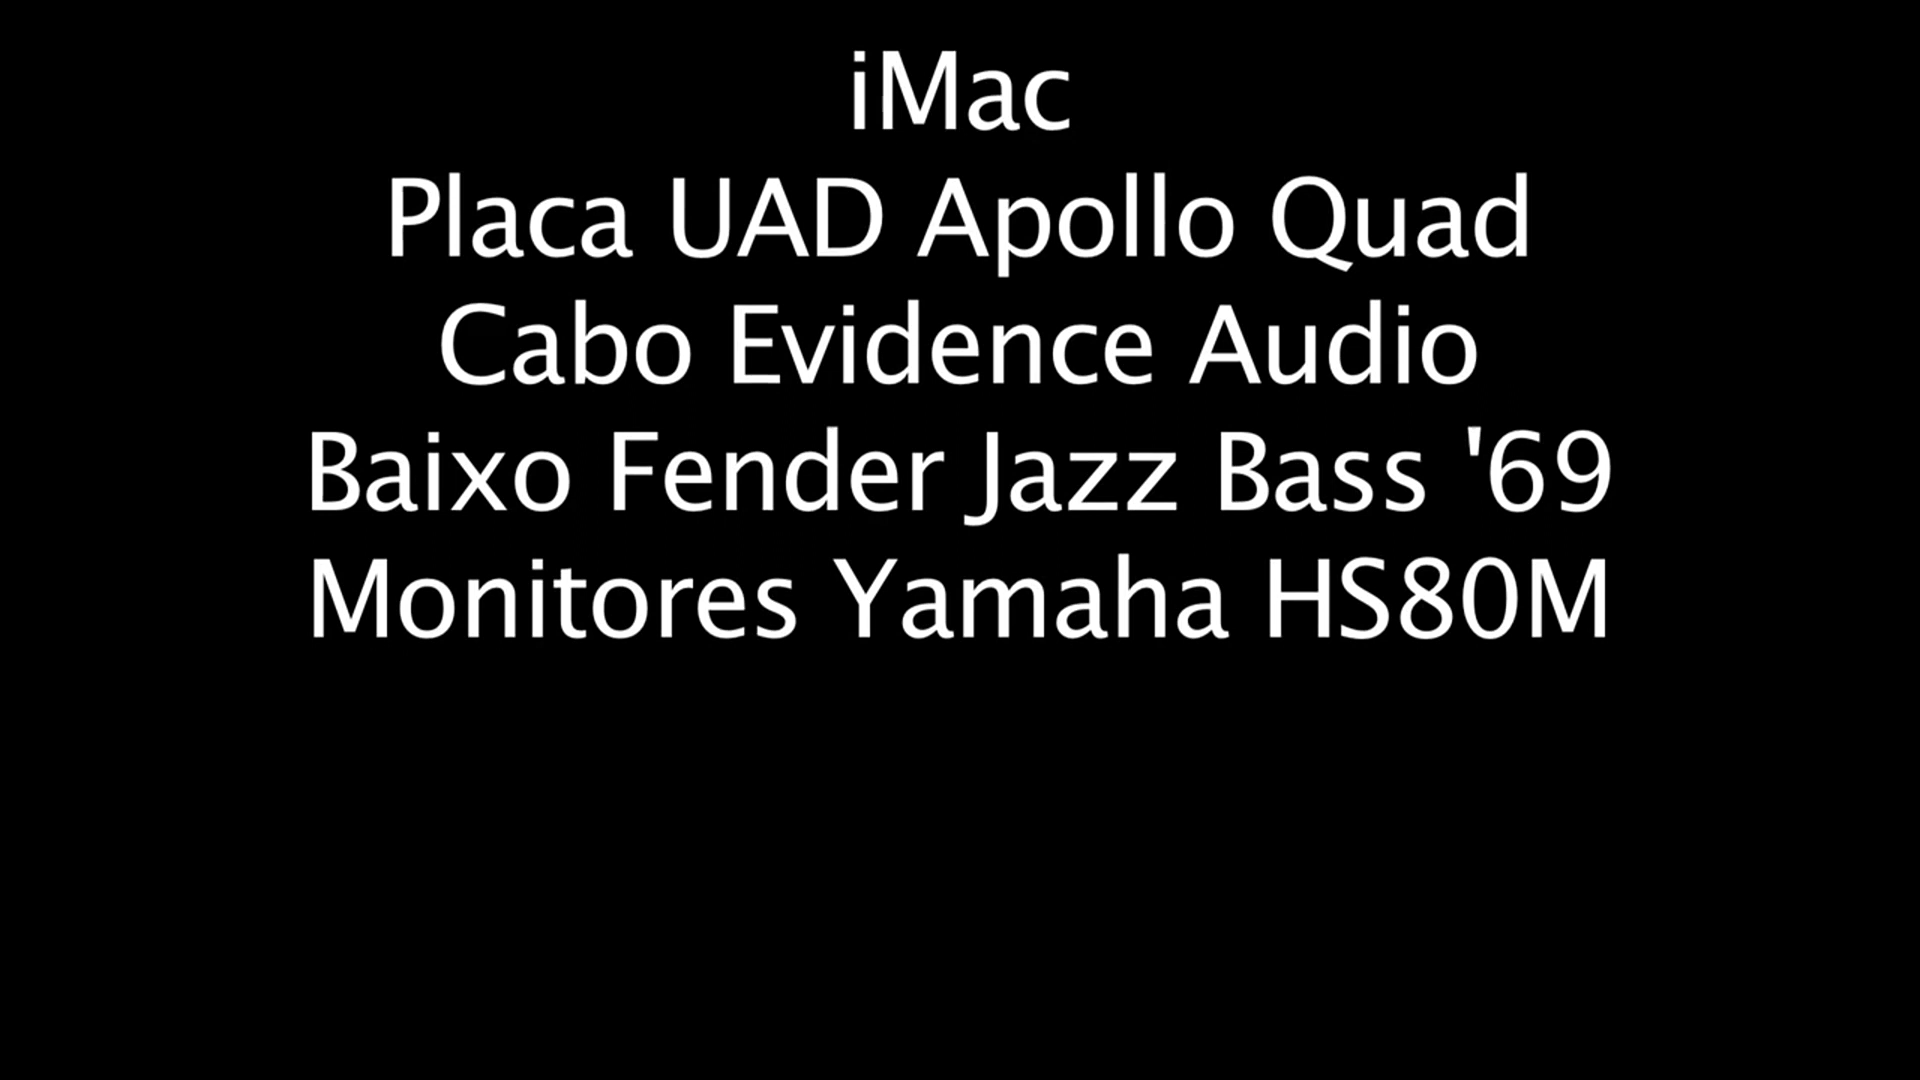 iMac
Placa UAD Apollo Quad
Cabo Evidence Audio
Baixo Fender Jazz Bass '69
Monitores Yamaha HS80M